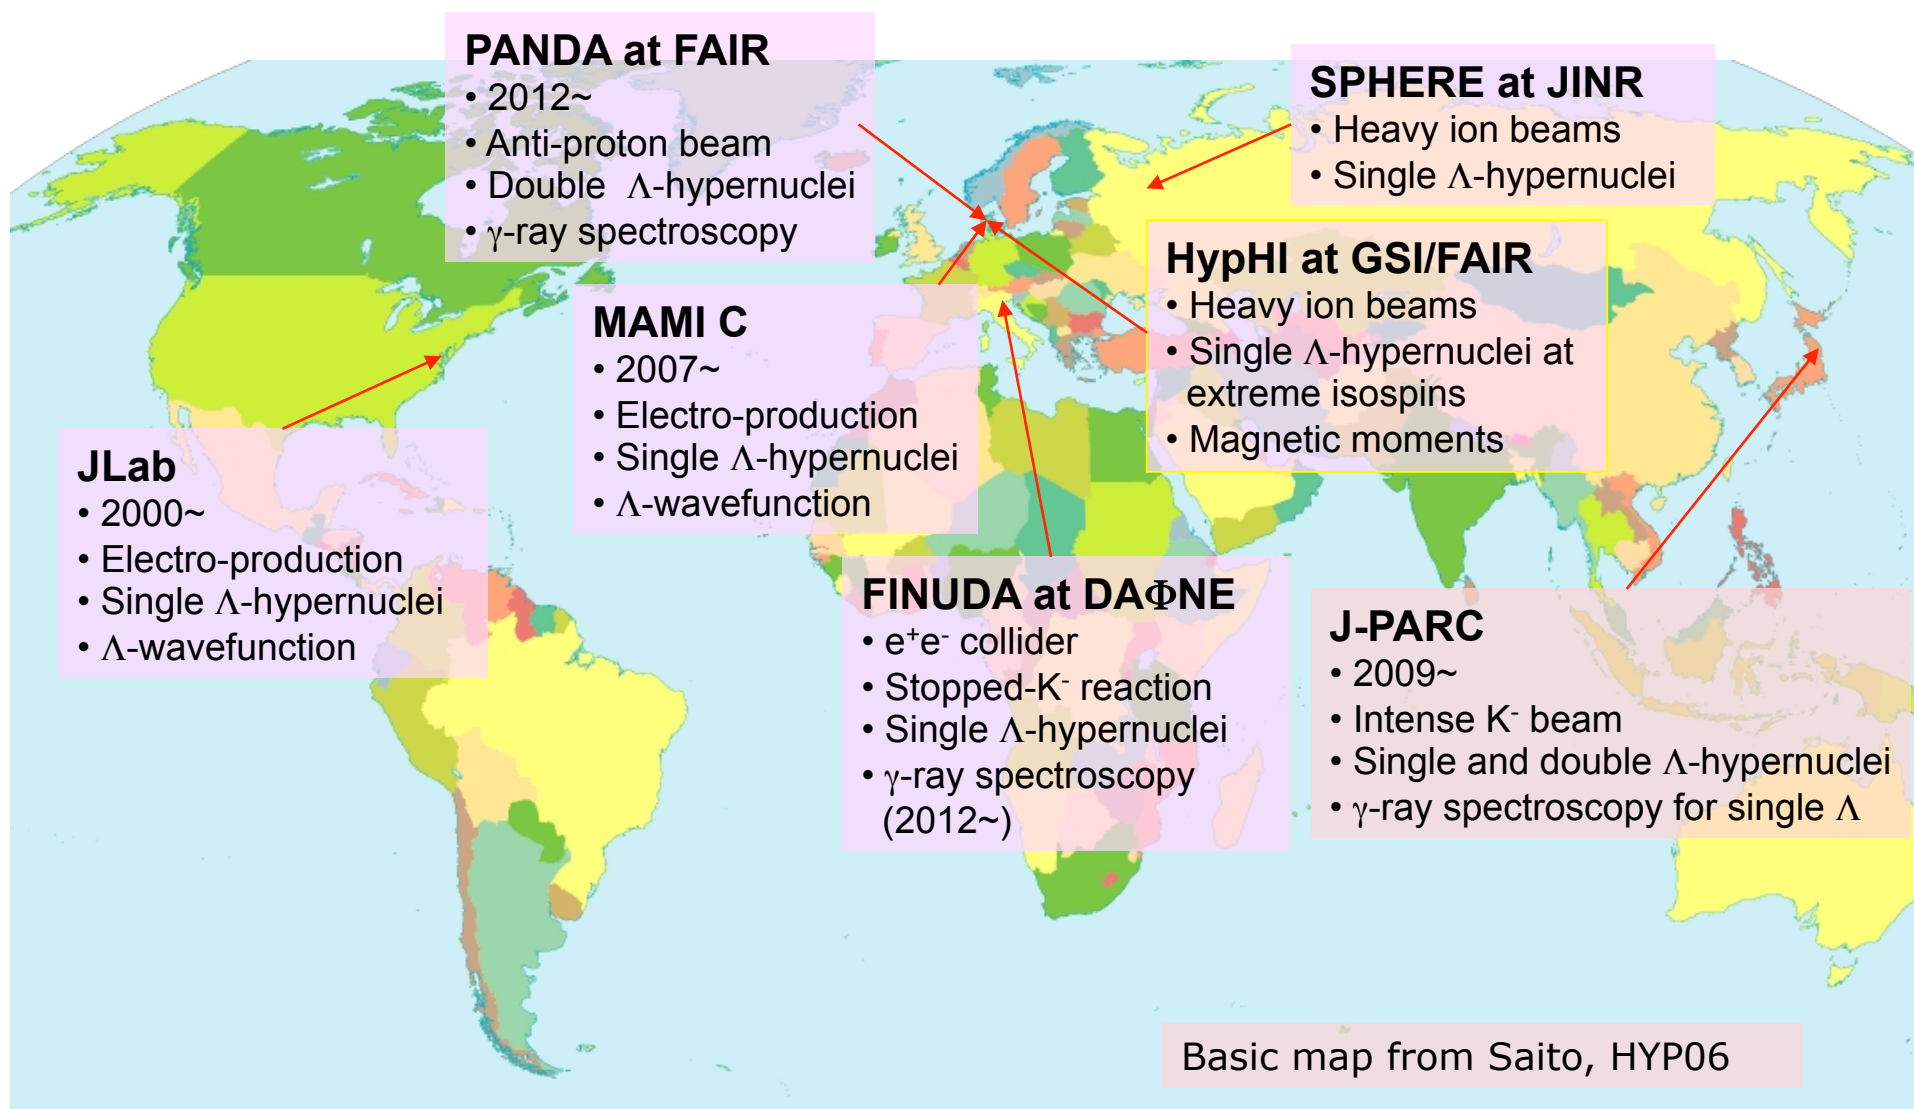 PANDA at FAIR
• 2012~
• Anti-proton beam
• Double Λ-hypernuclei
• γ-ray spectroscopy
SPHERE at JINR
• Heavy ion beams
• Single Λ-hypernuclei
HypHI at GSI/FAIR
• Heavy ion beams
• Single Λ-hypernuclei at
extreme isospins
• Magnetic moments
MAMI C
• 2007~
• Electro-production
• Single Λ-hypernuclei
• Λ-wavefunction
JLab
• 2000~
• Electro-production
• Single Λ-hypernuclei
• Λ-wavefunction
FINUDA at DAΦNE
• e⁺e⁻ collider
• Stopped-K⁻ reaction
• Single Λ-hypernuclei
• γ-ray spectroscopy
(2012~)
J-PARC
• 2009~
• Intense K⁻ beam
• Single and double Λ-hypernuclei
• γ-ray spectroscopy for single Λ
Basic map from Saito, HYP06